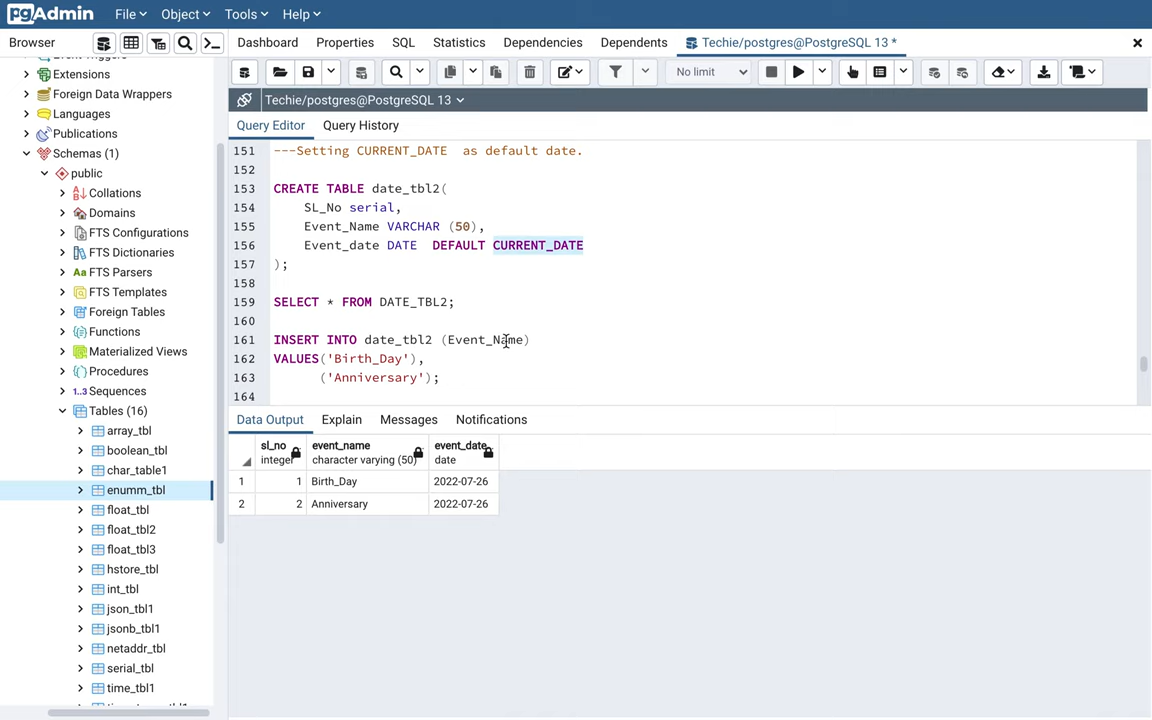 pgAdmin File Object Tools Help
Browser
Dashboard Properties SQL Statistics Dependencies Dependents Techie/postgres@PostgreSQL 13 *
No limit
Techie/postgres@PostgreSQL 13
Query Editor Query History
Extensions
Foreign Data Wrappers
Languages
Publications
Schemas (1)
public
Collations
Domains
FTS Configurations
FTS Dictionaries
Aa FTS Parsers
FTS Templates
Foreign Tables
Functions
Materialized Views
Procedures
1..3 Sequences
Tables (16)
array_tbl
boolean_tbl
char_table1
enumm_tbl
float_tbl
float_tbl2
float_tbl3
hstore_tbl
int_tbl
json_tbl1
jsonb_tbl1
netaddr_tbl
serial_tbl
time_tbl1
151 ---Setting CURRENT_DATE  as default date.
152
153 CREATE TABLE date_tbl2(
154     SL_No serial,
155     Event_Name VARCHAR (50),
156     Event_date DATE  DEFAULT CURRENT_DATE
157 );
158
159 SELECT * FROM DATE_TBL2;
160
161 INSERT INTO date_tbl2 (Event_Name)
162 VALUES('Birth_Day'),
163       ('Anniversary');
164
Data Output Explain Messages Notifications
sl_no event_name event_date
integer character varying (50) date
1 1 Birth_Day 2022-07-26
2 2 Anniversary 2022-07-26